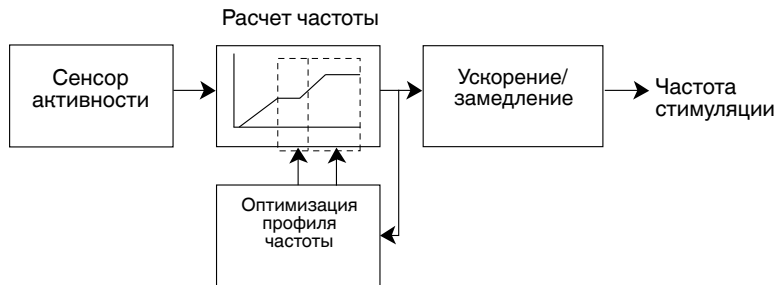 Расчет частоты
Сенсор
активности
Ускорение/
замедление
Частота
стимуляции
Оптимизация
профиля
частоты